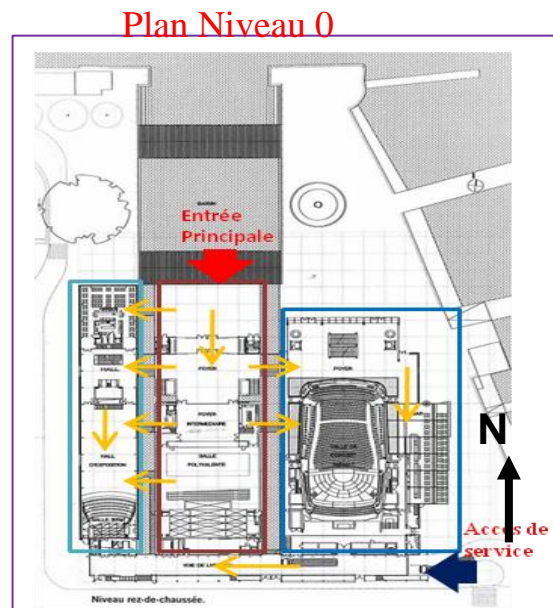 Plan Niveau 0
BASSIN
Entrée
Principale
HALL
FOYER
FOYER
FOYER
INTERMEDIAIRE
HALL
D'EXPOSITION
SALLE
POLYVALENTE
SALLE DE
CONCERT
N
Accès de
service
Niveau rez-de-chaussée.